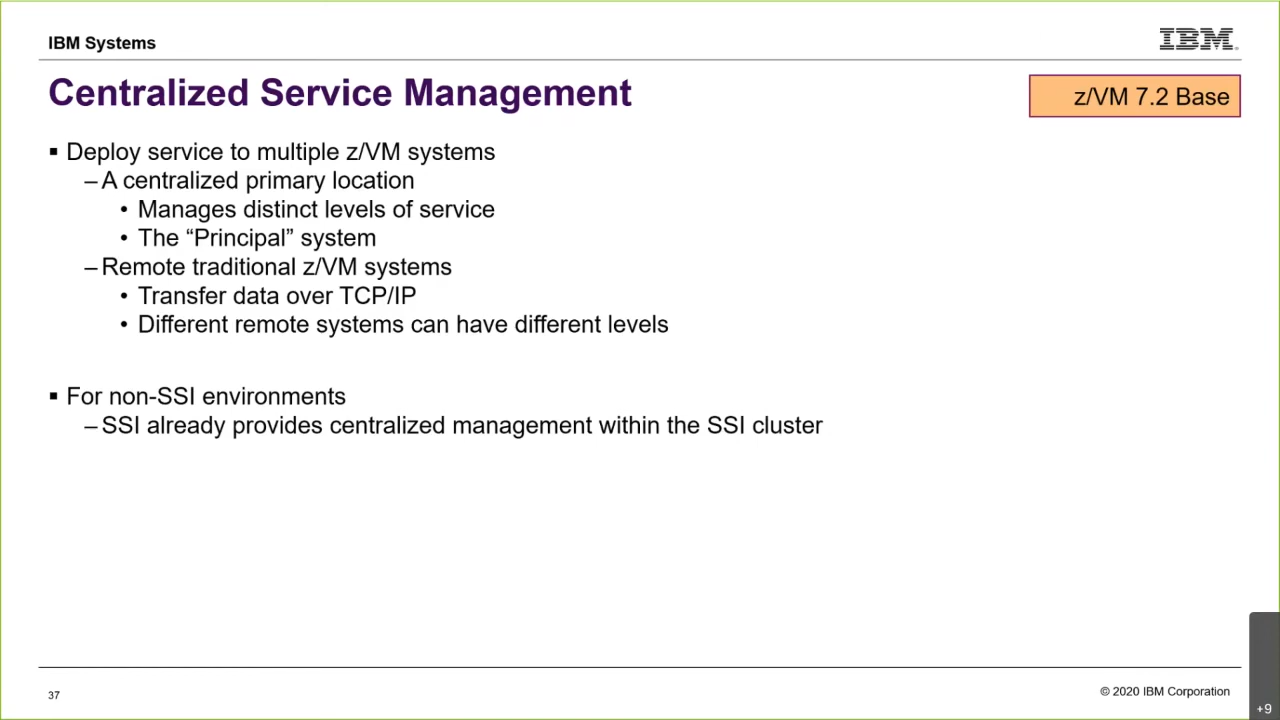 IBM Systems
IBM
Centralized Service Management
z/VM 7.2 Base
▪ Deploy service to multiple z/VM systems
–A centralized primary location
• Manages distinct levels of service
• The “Principal” system
–Remote traditional z/VM systems
• Transfer data over TCP/IP
• Different remote systems can have different levels
▪ For non-SSI environments
–SSI already provides centralized management within the SSI cluster
37
© 2020 IBM Corporation
+9